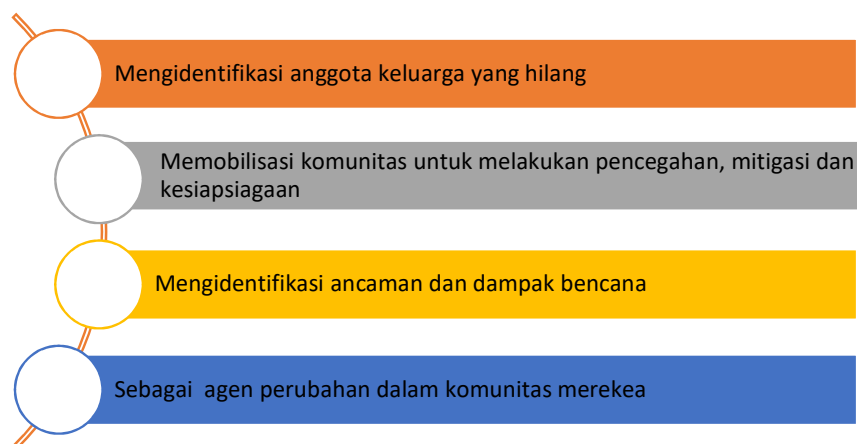 Mengidentifikasi anggota keluarga yang hilang
Memobilisasi komunitas untuk melakukan pencegahan, mitigasi dan
kesiapsiagaan
Mengidentifikasi ancaman dan dampak bencana
Sebagai  agen perubahan dalam komunitas merekea